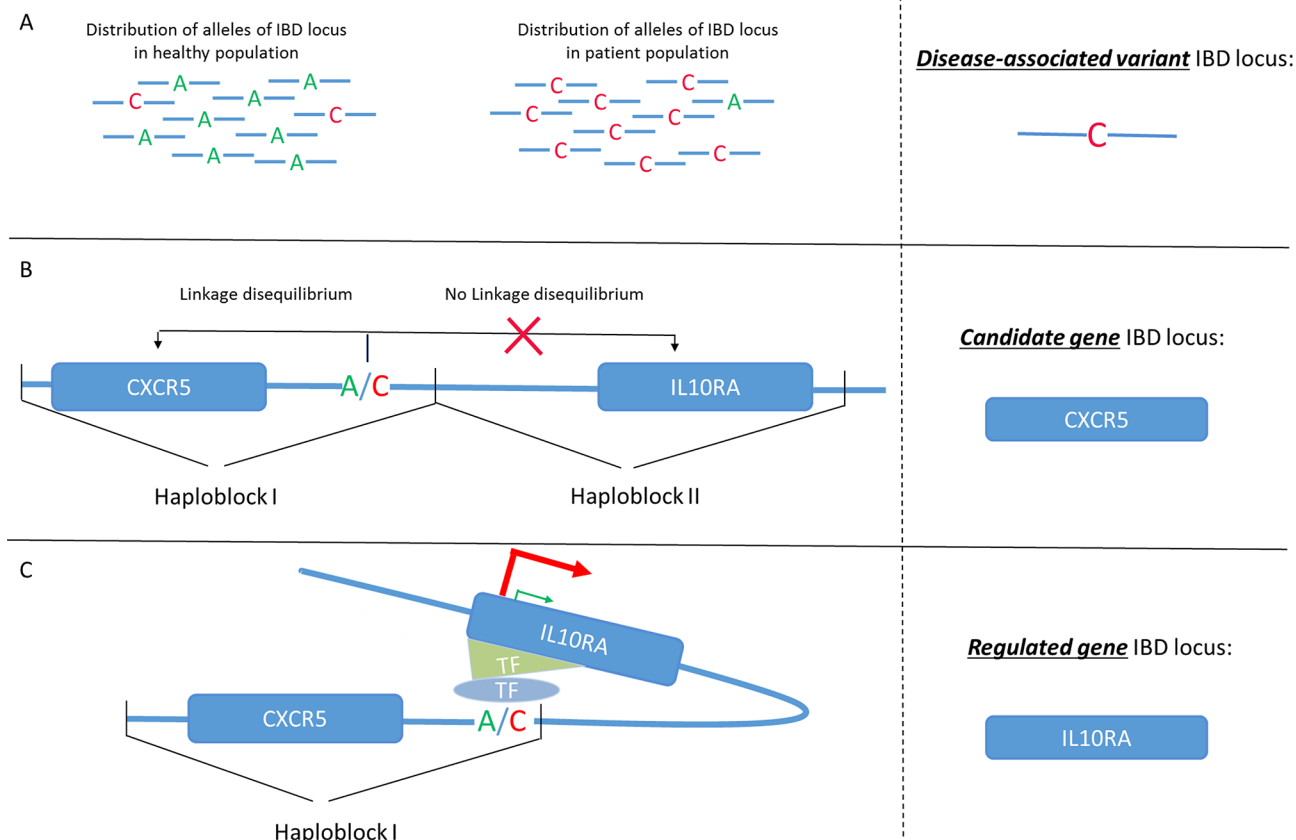 A
Distribution of alleles of IBD locus
in healthy population
Distribution of alleles of IBD locus
in patient population
Disease-associated variant IBD locus:
A
A
C
A
A
C
A
A
A
A
C
C
C
A
C
C
C
C
C
C
C
B
Linkage disequilibrium
No Linkage disequilibrium
Candidate gene IBD locus:
CXCR5
A/C
IL10RA
CXCR5
Haploblock I
Haploblock II
C
IL10RA
Regulated gene IBD locus:
TF
TF
CXCR5
A/C
IL10RA
Haploblock I